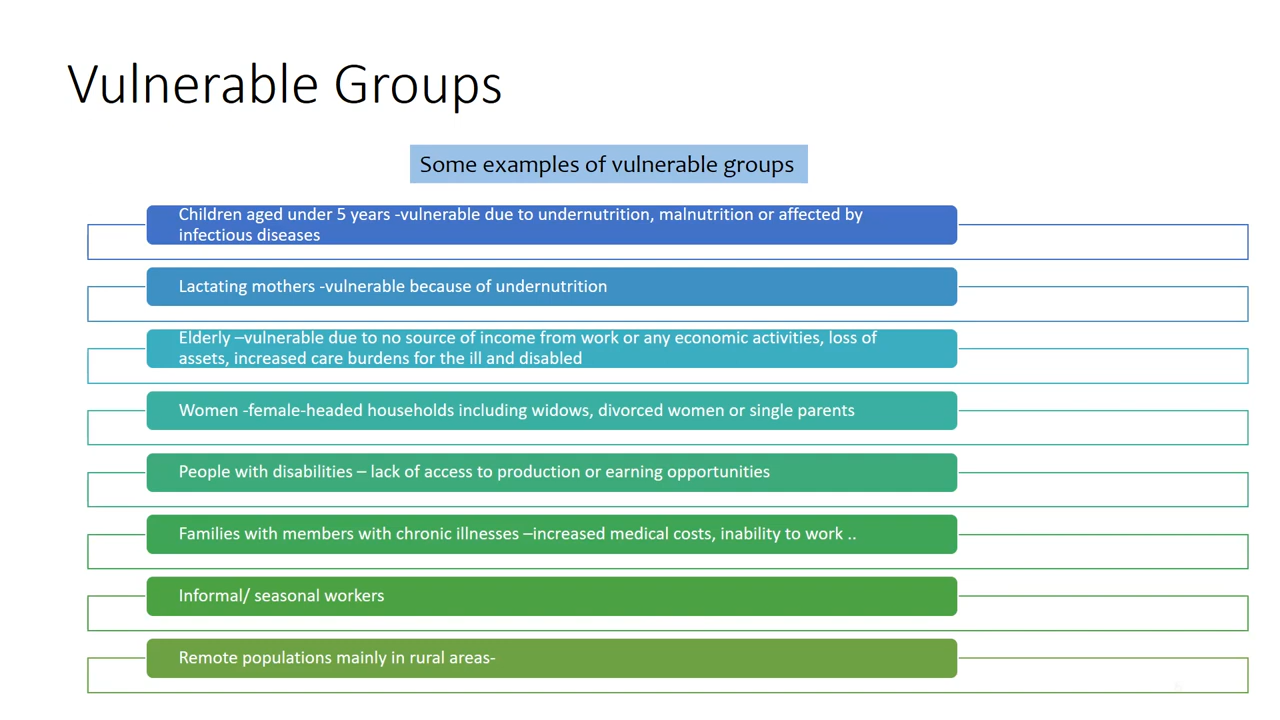 Vulnerable Groups
Some examples of vulnerable groups
Children aged under 5 years -vulnerable due to undernutrition, malnutrition or affected by
infectious diseases
Lactating mothers -vulnerable because of undernutrition
Elderly –vulnerable due to no source of income from work or any economic activities, loss of
assets, increased care burdens for the ill and disabled
Women -female-headed households including widows, divorced women or single parents
People with disabilities – lack of access to production or earning opportunities
Families with members with chronic illnesses –increased medical costs, inability to work ..
Informal/ seasonal workers
Remote populations mainly in rural areas-